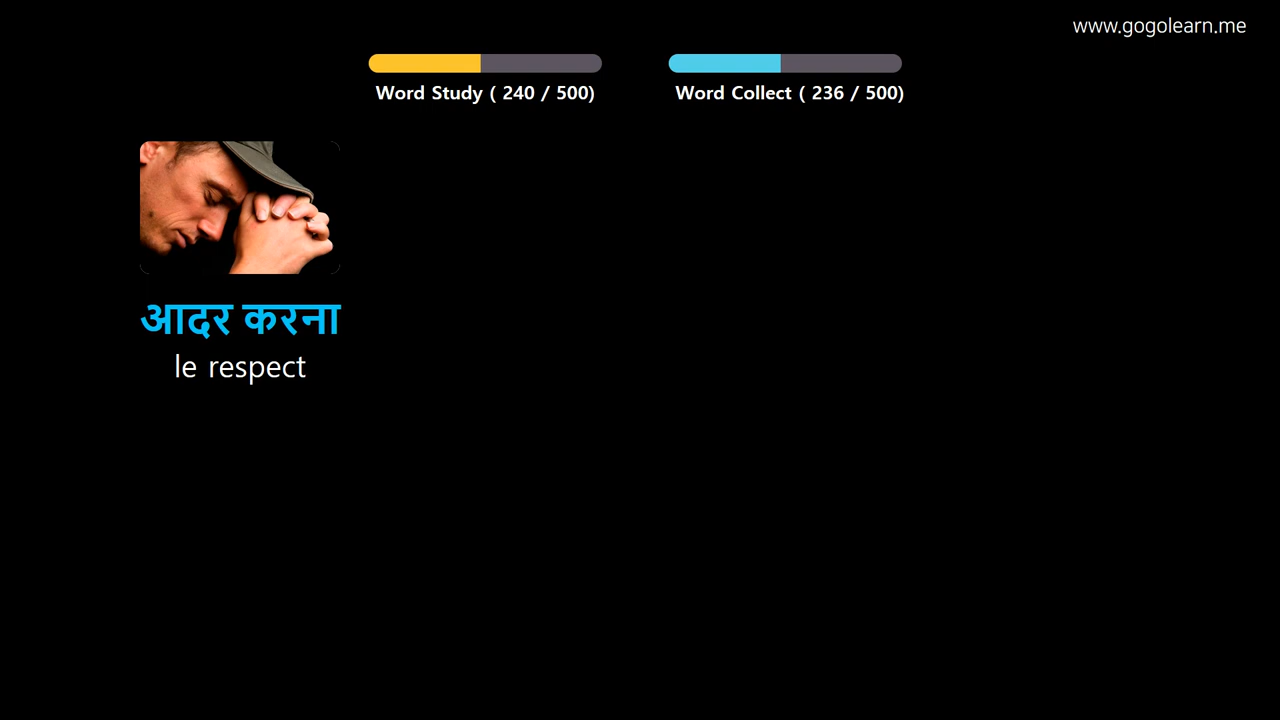 www.gogolearn.me
Word Study ( 240 / 500)
Word Collect ( 236 / 500)
आदर करना
le respect